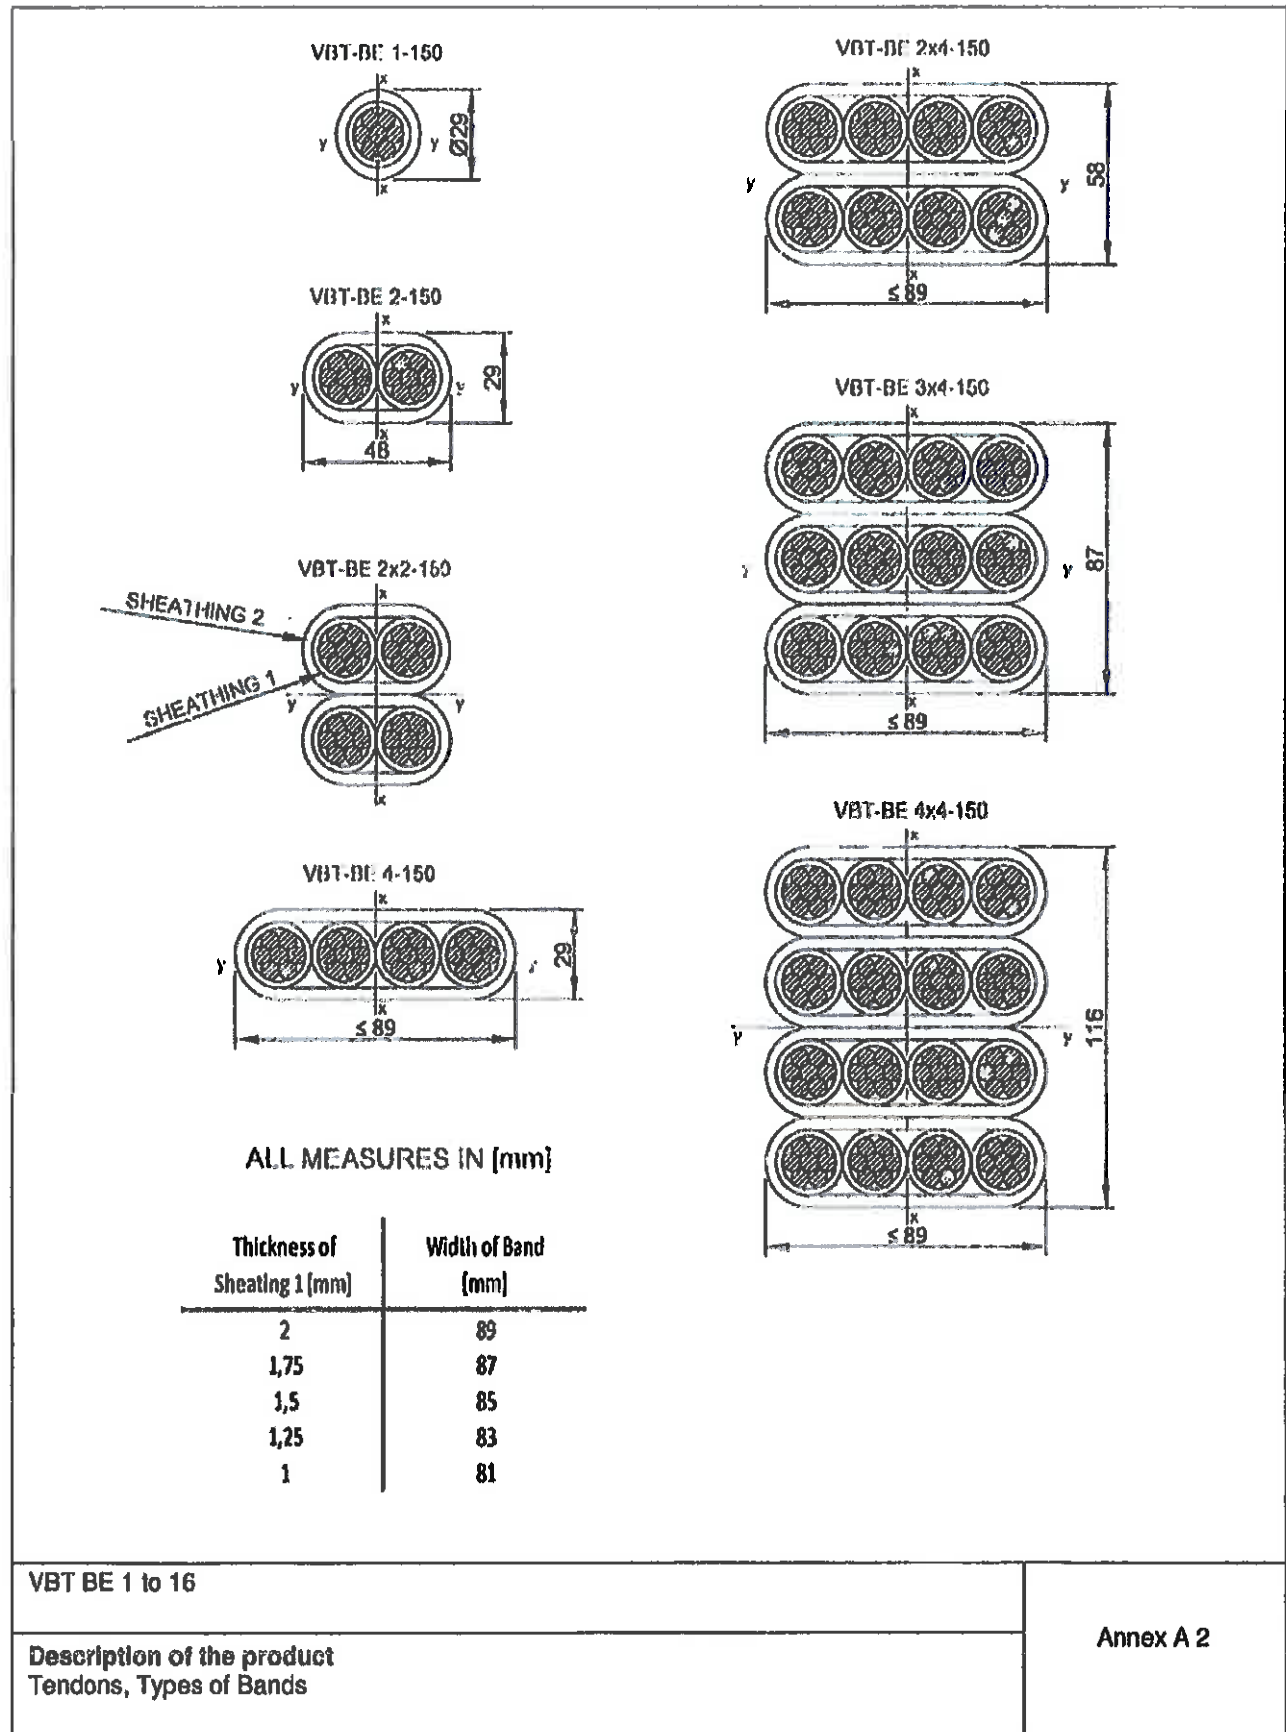 VBT-BE 1-150
x
y y
Ø29
x
VBT-BE 2-150
x
y y
29
x
48
VBT-BE 2x2-150
x
SHEATHING 2
SHEATHING 1
y y
x
VBT-BE 4-150
x
y y
29
x
≤ 89
ALL MEASURES IN [mm]
Thickness of Width of Band
Sheating 1 [mm] [mm]
2 89
1,75 87
1,5 85
1,25 83
1 81
VBT-BE 2x4-150
x
y y
58
x
≤ 89
VBT-BE 3x4-150
x
y y
87
x
≤ 89
VBT-BE 4x4-150
x
y y
116
x
≤ 89
VBT BE 1 to 16
Description of the product
Tendons, Types of Bands
Annex A 2